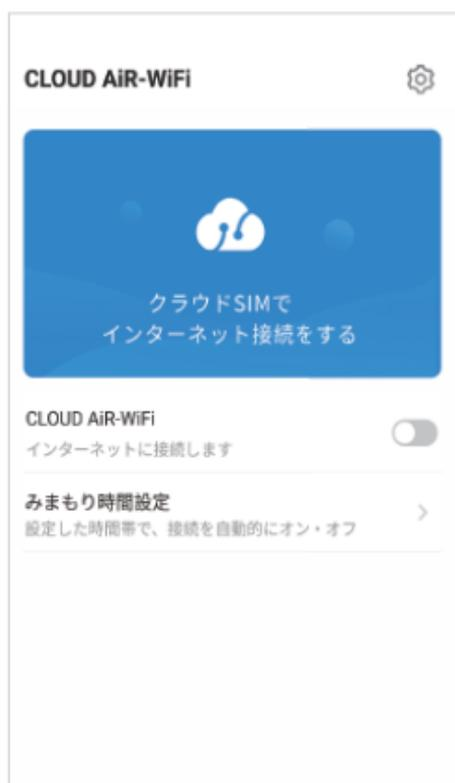 CLOUD AiR-WiFi
クラウドSIMで
インターネット接続をする
CLOUD AiR-WiFi
インターネットに接続します
みまもり時間設定
設定した時間帯で、接続を自動的にオン・オフ